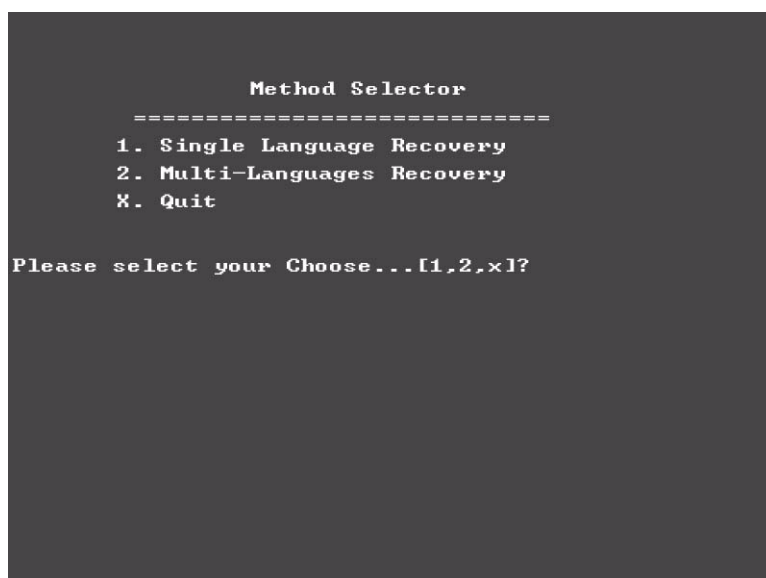 Method Selector
=============================
1. Single Language Recovery
2. Multi-Languages Recovery
X. Quit
Please select your Choose...[1,2,x]?